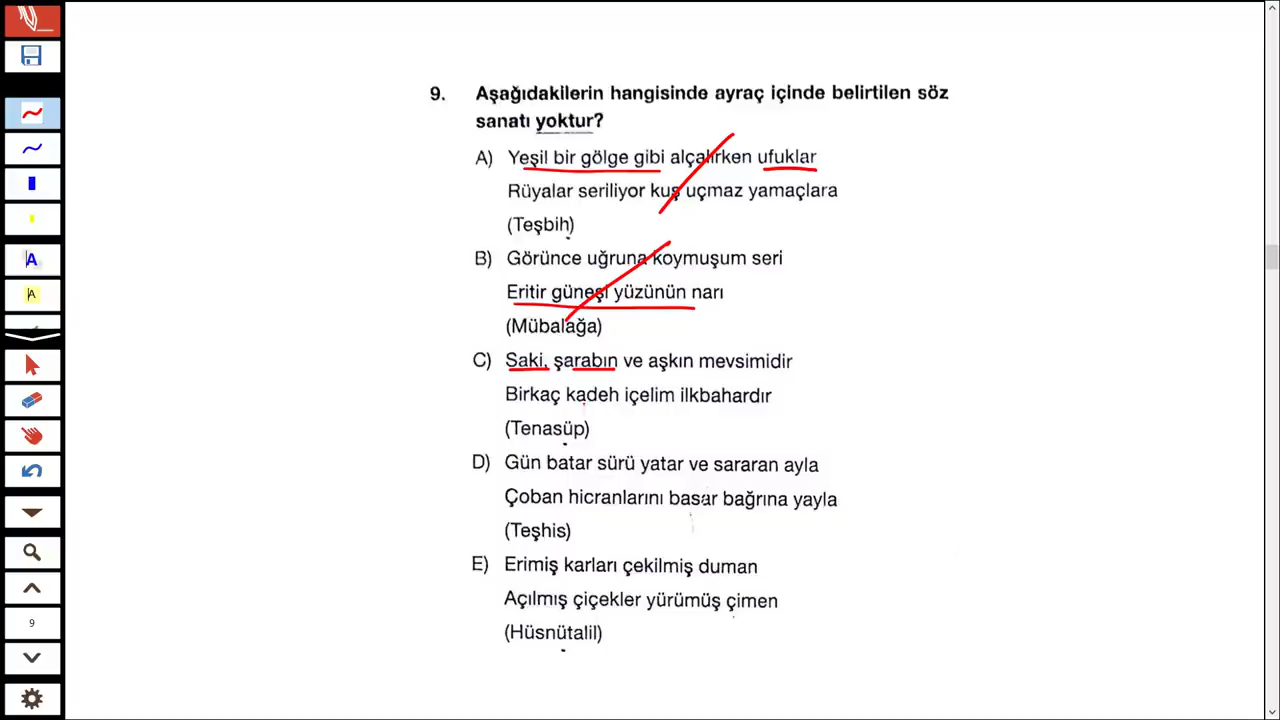 9. Aşağıdakilerin hangisinde ayraç içinde belirtilen söz
sanatı yoktur?
A) Yeşil bir gölge gibi alçalırken ufuklar
Rüyalar seriliyor kuş uçmaz yamaçlara
(Teşbih)
B) Görünce uğruna koymuşum seri
Eritir güneşi yüzünün narı
(Mübalağa)
C) Saki, şarabın ve aşkın mevsimidir
Birkaç kadeh içelim ilkbahardır
(Tenasüp)
D) Gün batar sürü yatar ve sararan ayla
Çoban hicranlarını basar bağrına yayla
(Teşhis)
E) Erimiş karları çekilmiş duman
Açılmış çiçekler yürümüş çimen
(Hüsnütalil)
A
A
9